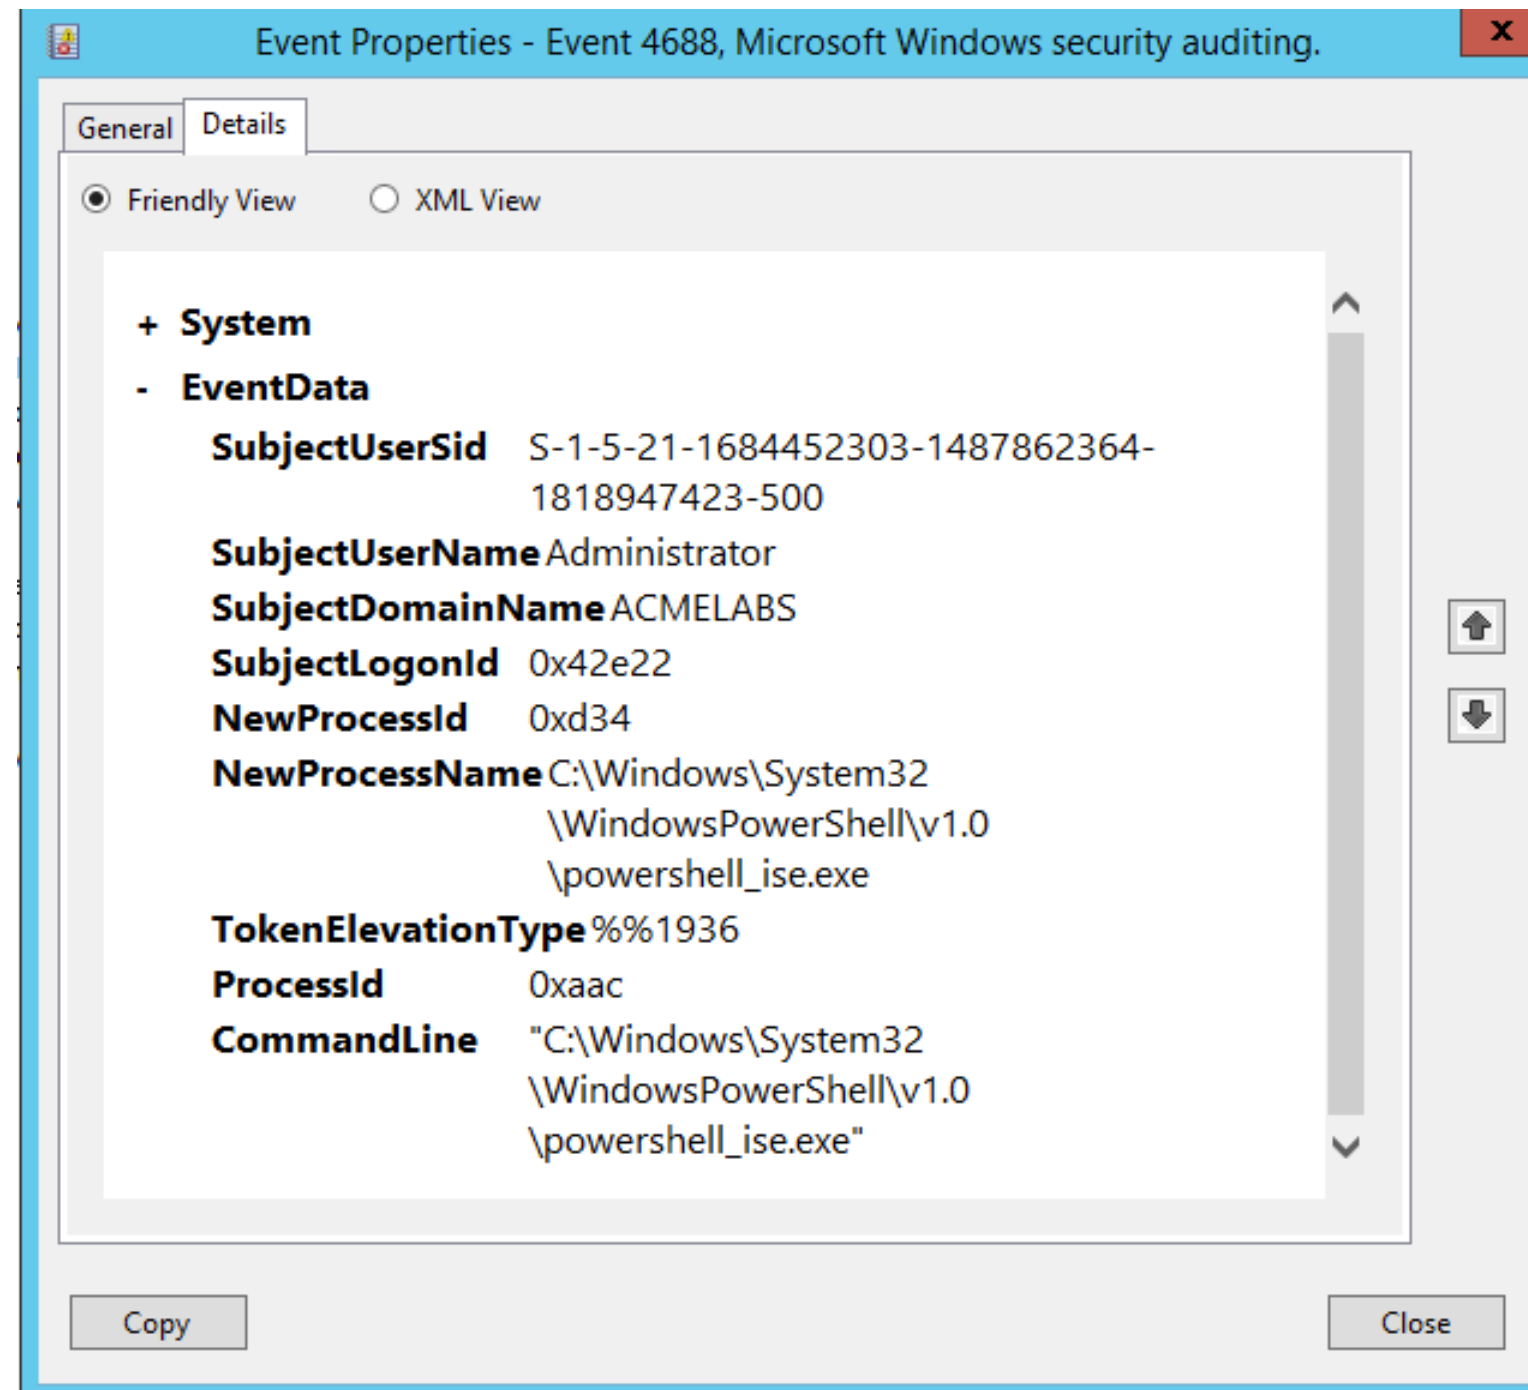 Event Properties - Event 4688, Microsoft Windows security auditing.
x
General
Details
Friendly View
XML View
+ System
- EventData
SubjectUserSid S-1-5-21-1684452303-1487862364-
1818947423-500
SubjectUserName Administrator
SubjectDomainName ACMELABS
SubjectLogonId 0x42e22
NewProcessId 0xd34
NewProcessName C:\Windows\System32
\WindowsPowerShell\v1.0
\powershell_ise.exe
TokenElevationType %%1936
ProcessId 0xaac
CommandLine "C:\Windows\System32
\WindowsPowerShell\v1.0
\powershell_ise.exe"
Copy
Close